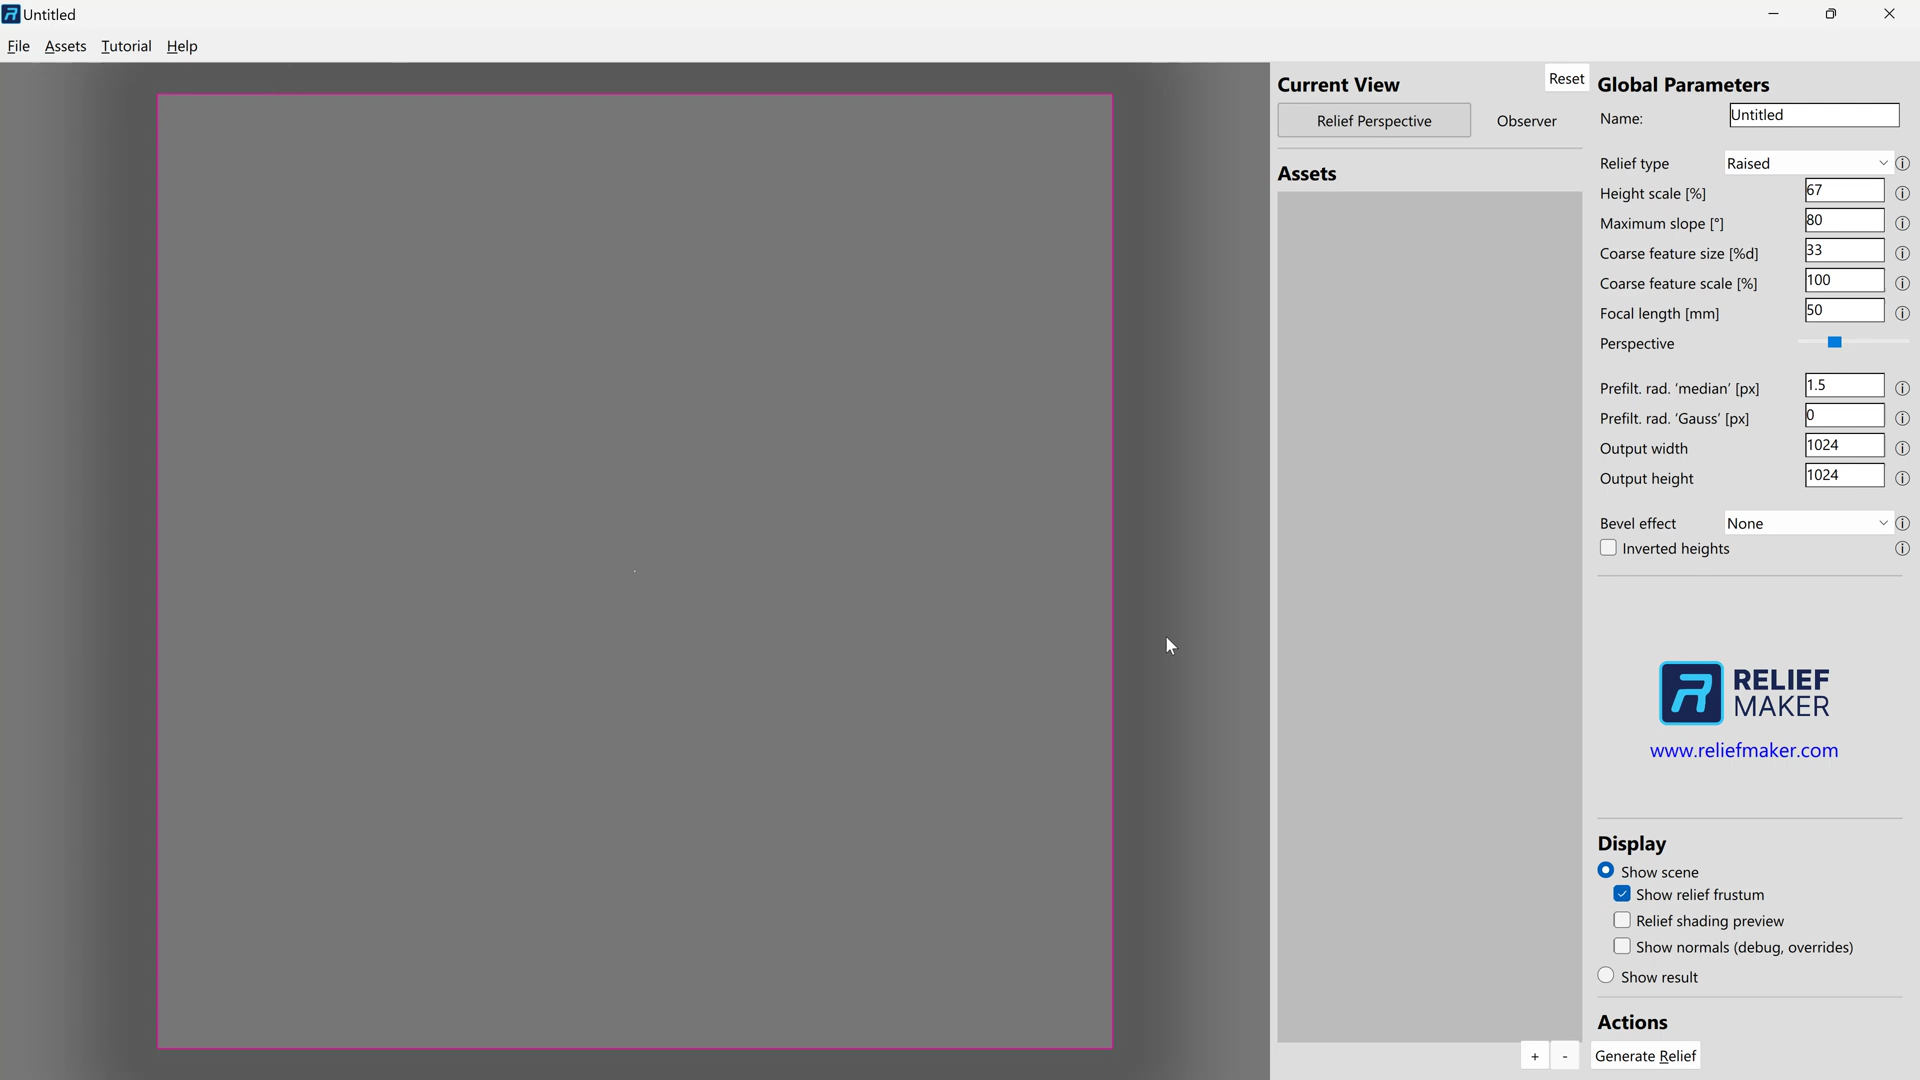 Untitled
File Assets Tutorial Help
Current View
Reset
Relief Perspective
Observer
Assets
+
-
Global Parameters
Name:
Untitled
Relief type
Raised
Height scale [%]
67
Maximum slope [°]
80
Coarse feature size [%d]
33
Coarse feature scale [%]
100
Focal length [mm]
50
Perspective
Prefilt. rad. ‘median’ [px]
1.5
Prefilt. rad. ‘Gauss’ [px]
0
Output width
1024
Output height
1024
Bevel effect
None
Inverted heights
RELIEF
MAKER
www.reliefmaker.com
Display
Show scene
Show relief frustum
Relief shading preview
Show normals (debug, overrides)
Show result
Actions
Generate Relief